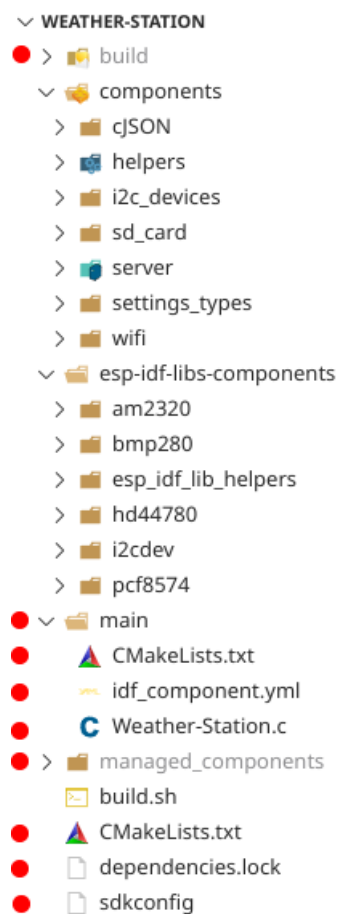 WEATHER-STATION
build
components
cJSON
helpers
i2c_devices
sd_card
server
settings_types
wifi
esp-idf-libs-components
am2320
bmp280
esp_idf_lib_helpers
hd44780
i2cdev
pcf8574
main
CMakeLists.txt
idf_component.yml
C Weather-Station.c
managed_components
build.sh
CMakeLists.txt
dependencies.lock
sdkconfig